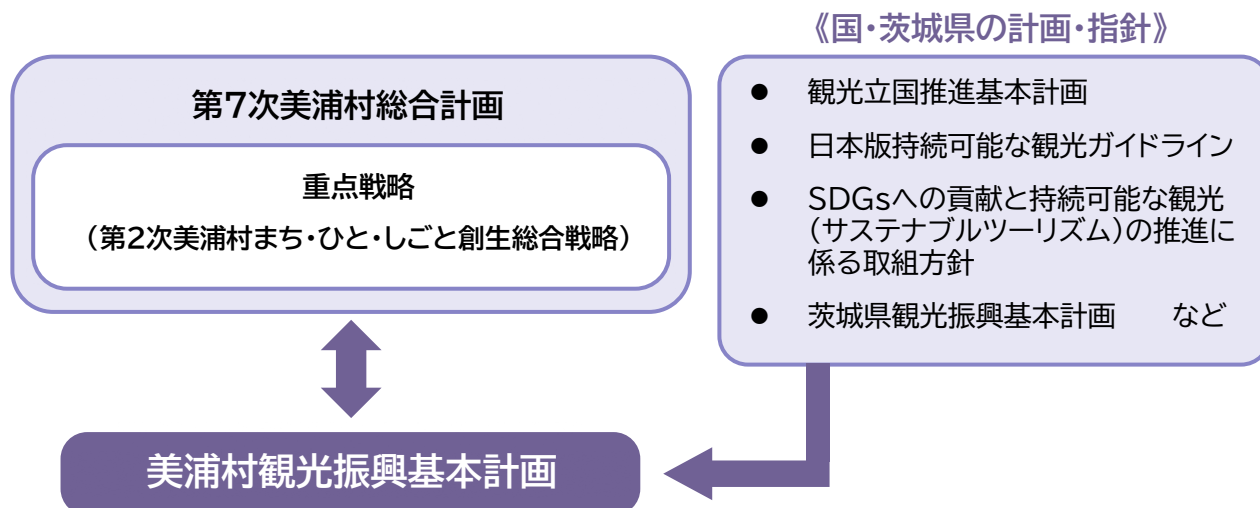 《国・茨城県の計画・指針》
第7次美浦村総合計画
重点戦略
(第2次美浦村まち・ひと・しごと創生総合戦略)
● 観光立国推進基本計画
● 日本版持続可能な観光ガイドライン
● SDGsへの貢献と持続可能な観光
(サステナブルツーリズム)の推進に
係る取組方針
● 茨城県観光振興基本計画 など
美浦村観光振興基本計画